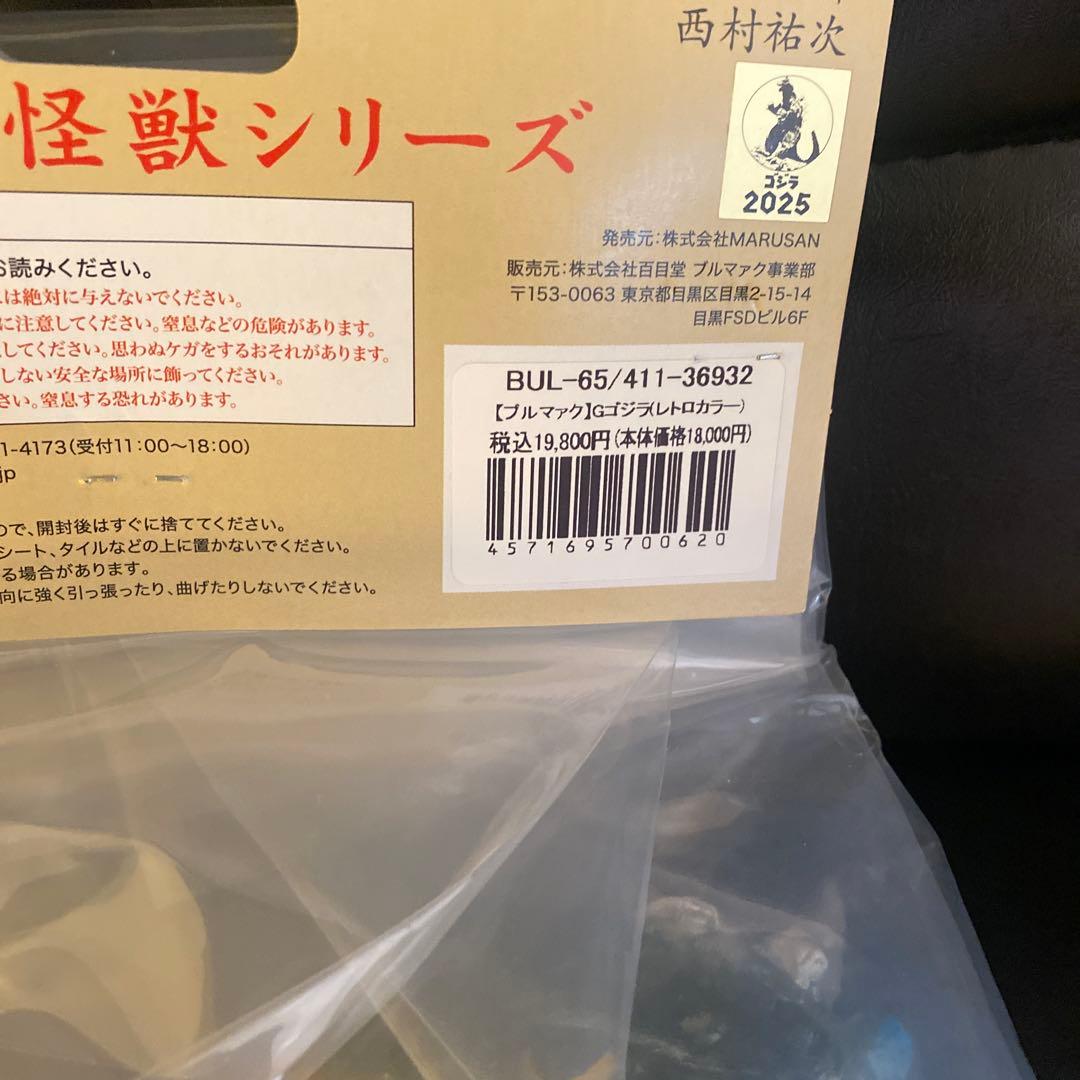 西村祐次
怪獣シリーズ
ゴジラ
2025
発売元:株式会社MARUSAN
販売元:株式会社百目堂 ブルマァク事業部
〒153-0063 東京都目黒区目黒2-15-14
目黒FSDビル6F
お読みください。
は絶対に与えないでください。
に注意してください。窒息などの危険があります。
してください。思わぬケガをするおそれがあります。
しない安全な場所に飾ってください。
さい。窒息する恐れがあります。
1-4173(受付11:00〜18:00)
jp
ので、開封後はすぐに捨ててください。
シート、タイルなどの上に置かないでください。
る場合があります。
向に強く引っ張ったり、曲げたりしないでください。
BUL-65/411-36932
【ブルマァク】Gゴジラ(レトロカラー)
税込19,800円(本体価格18,000円)
4571695700620